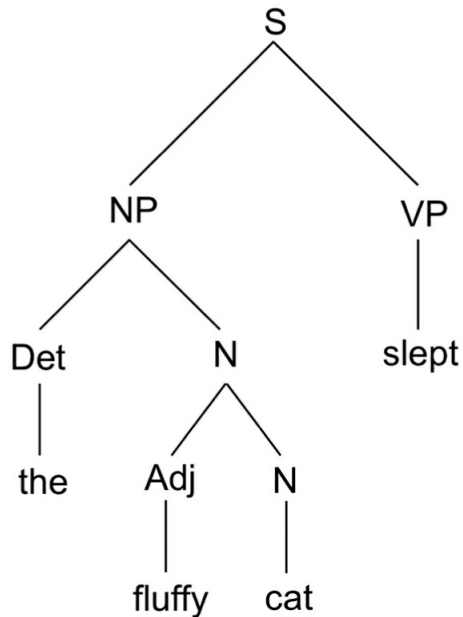 S
NP VP
Det N slept
the Adj N
fluffy cat